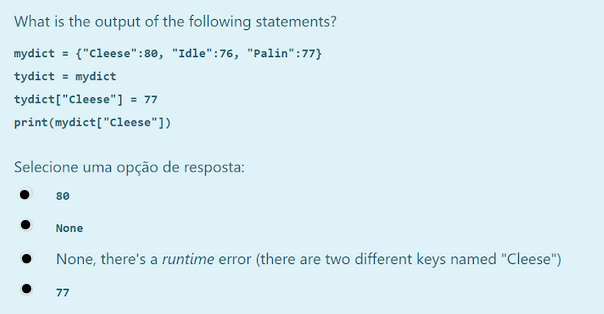 What is the output of the following statements?
mydict = {"Cleese":80, "Idle":76, "Palin":77}
tydict = mydict
tydict["Cleese"] = 77
print(mydict["Cleese"])
Selecione uma opção de resposta:
80
None
None, there's a runtime error (there are two different keys named "Cleese")
77